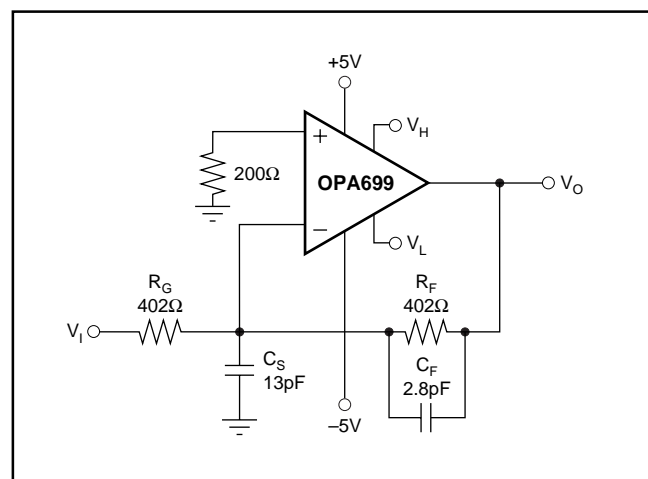 +5V
V_H
+
200Ω
OPA699
V_O
−
V_L
R_G
402Ω
R_F
402Ω
V_I
C_S
13pF
C_F
2.8pF
−5V